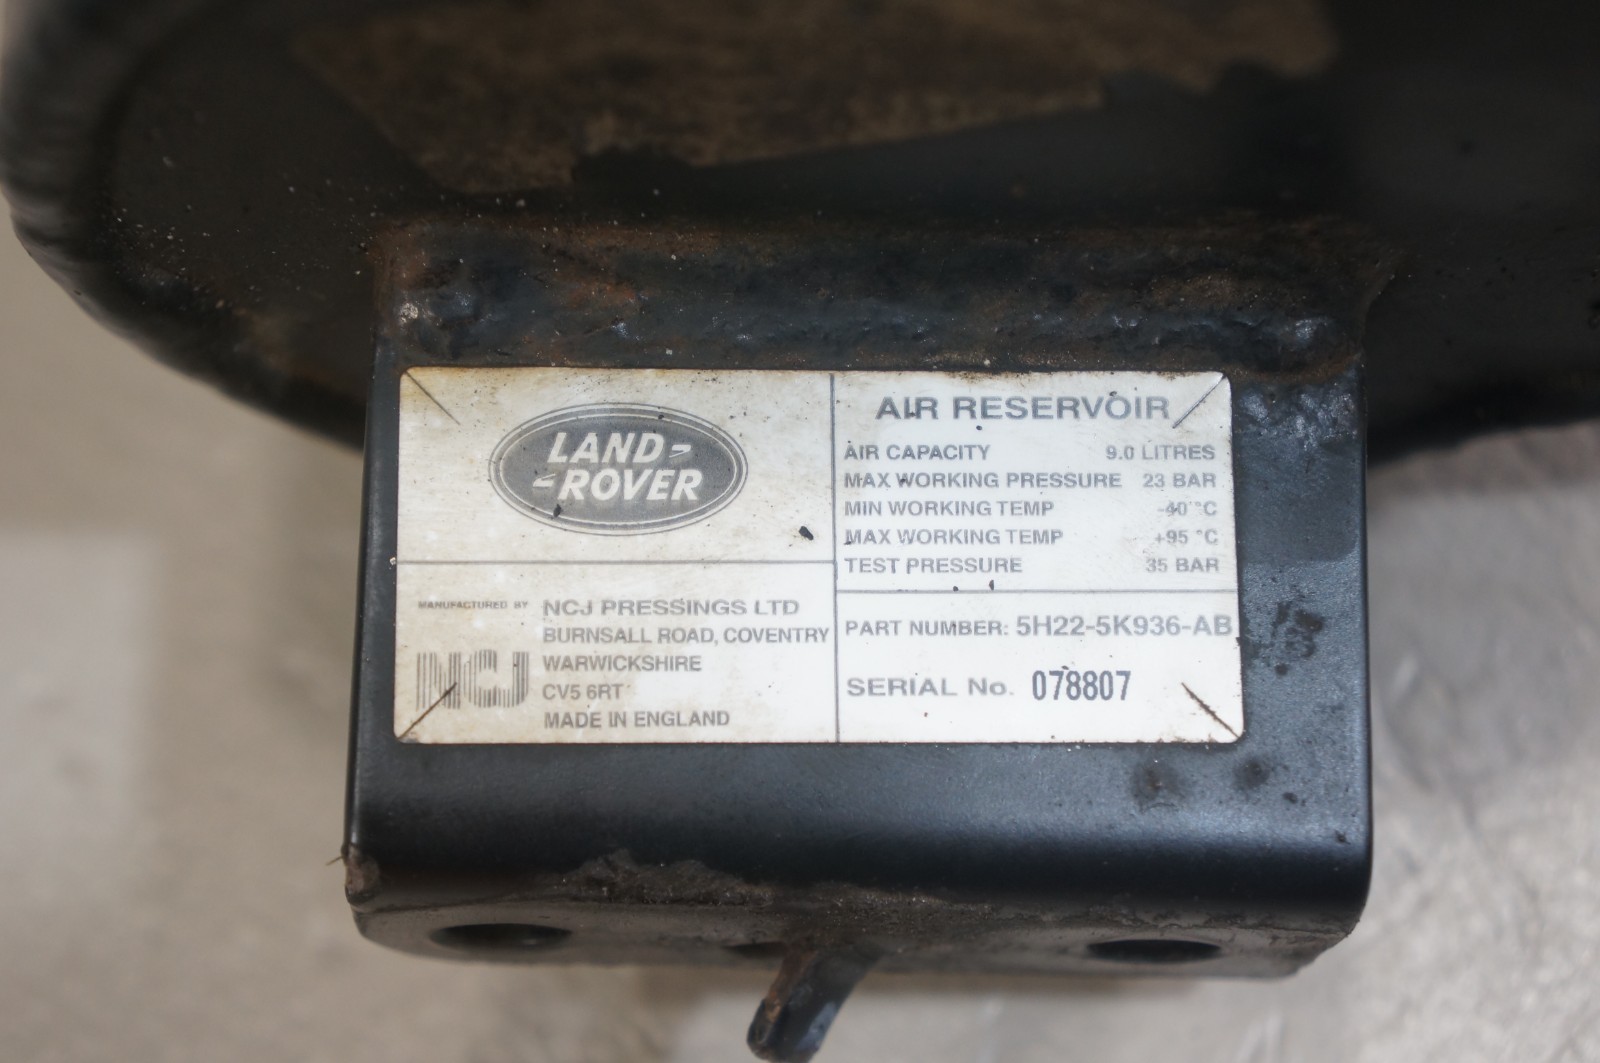 LAND-
-ROVER
MANUFACTURED BY NCJ PRESSINGS LTD
BURNSALL ROAD, COVENTRY
WARWICKSHIRE
CV5 6RT
MADE IN ENGLAND
NCJ
AIR RESERVOIR
AIR CAPACITY 9.0 LITRES
MAX WORKING PRESSURE 23 BAR
MIN WORKING TEMP -40 °C
MAX WORKING TEMP +95 °C
TEST PRESSURE 35 BAR
PART NUMBER: 5H22-5K936-AB
SERIAL No. 078807